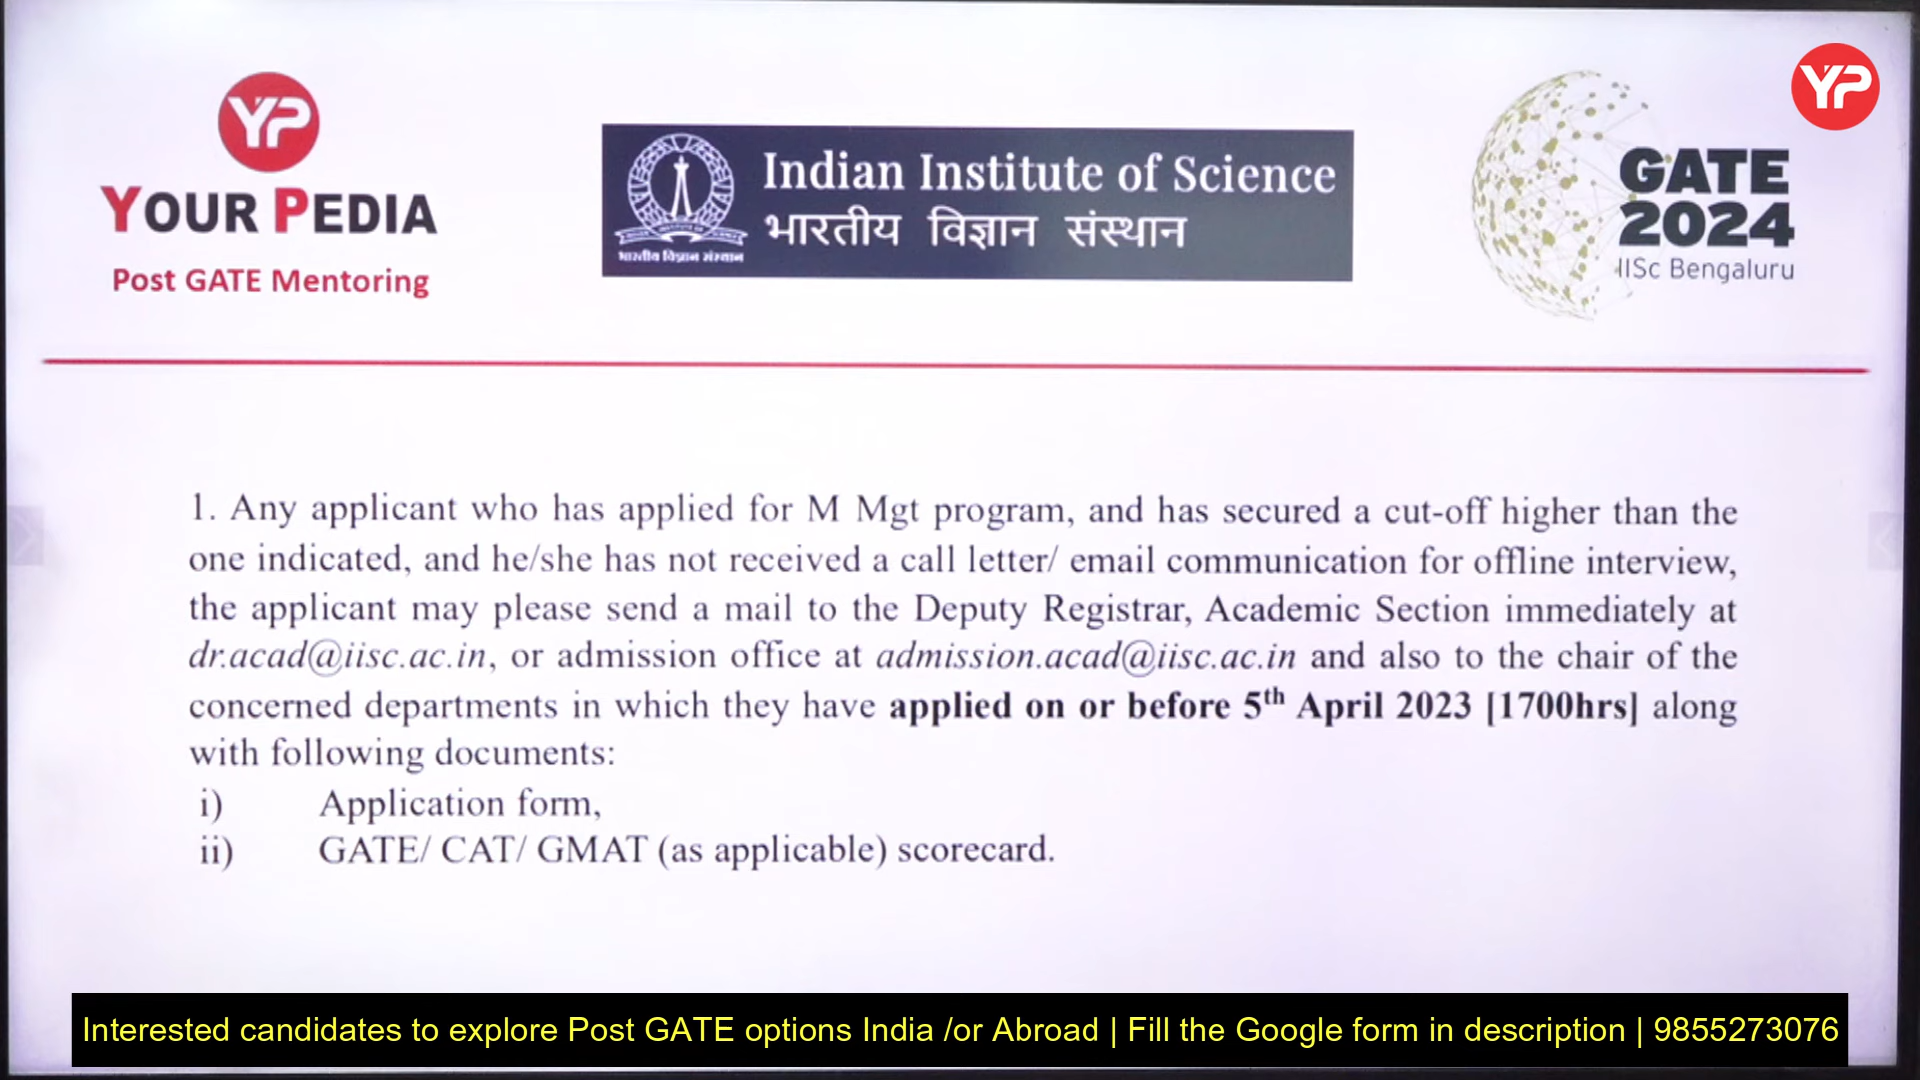 YP
YOUR PEDIA
Post GATE Mentoring
Indian Institute of Science
भारतीय विज्ञान संस्थान
भारतीय विज्ञान संस्थान
GATE
2024
IISc Bengaluru
YP
1. Any applicant who has applied for M Mgt program, and has secured a cut-off higher than the
one indicated, and he/she has not received a call letter/ email communication for offline interview,
the applicant may please send a mail to the Deputy Registrar, Academic Section immediately at
dr.acad@iisc.ac.in, or admission office at admission.acad@iisc.ac.in and also to the chair of the
concerned departments in which they have applied on or before 5th April 2023 [1700hrs] along
with following documents:
i) Application form,
ii) GATE/ CAT/ GMAT (as applicable) scorecard.
Interested candidates to explore Post GATE options India /or Abroad | Fill the Google form in description | 9855273076